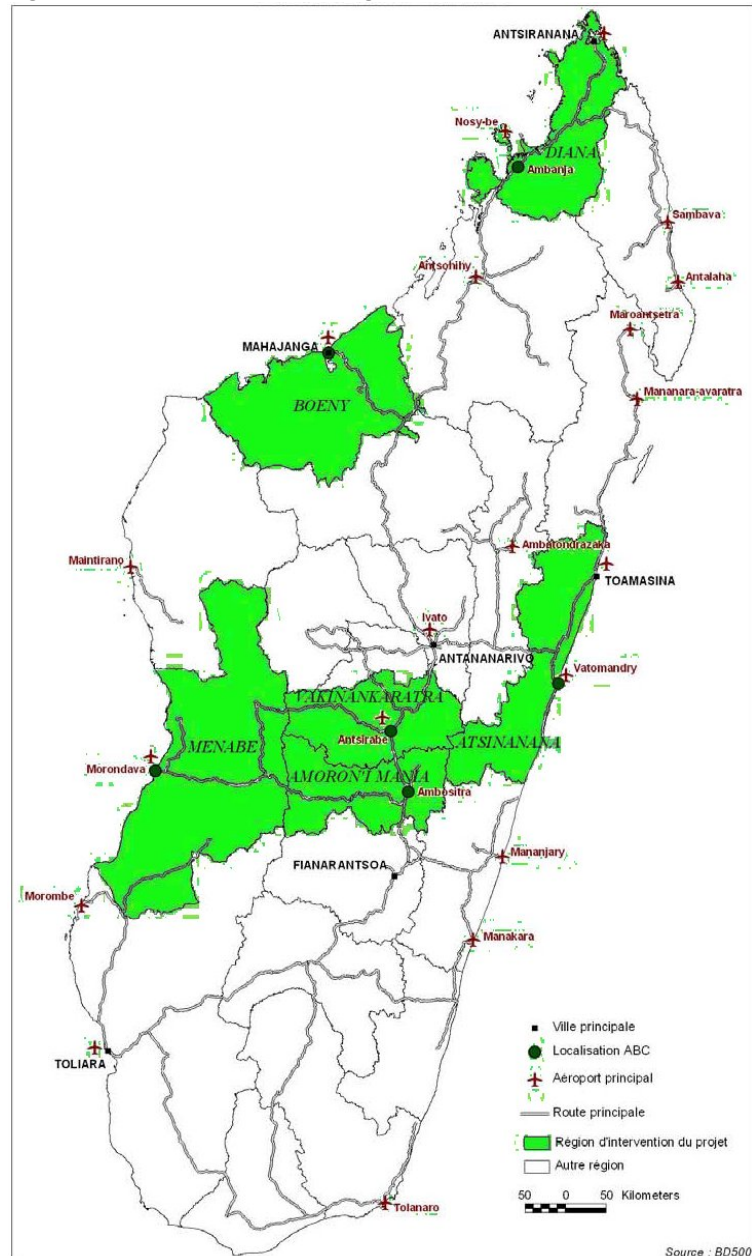 ANTSIRANANA
Nosy-be
DIANA
Ambanja
Sambava
Antsohihy
Antalaha
Maroantsetra
MAHAJANGA
Mananara-avaratra
BOENY
Ambatondrazaka
Maintirano
TOAMASINA
Ivato
ANTANANARIVO
Vatomandry
VAKINANKARATRA
Antsirabe
ATSINANANA
MENABE
Morondava
AMORON'I MANIA
Ambositra
Mananjary
FIANARANTSOA
Morombe
Manakara
TOLIARA
Tolanaro
Ville principale
Localisation ABC
Aéroport principal
Route principale
Région d'intervention du projet
Autre région
50 0 50 Kilometers
Source : BD500